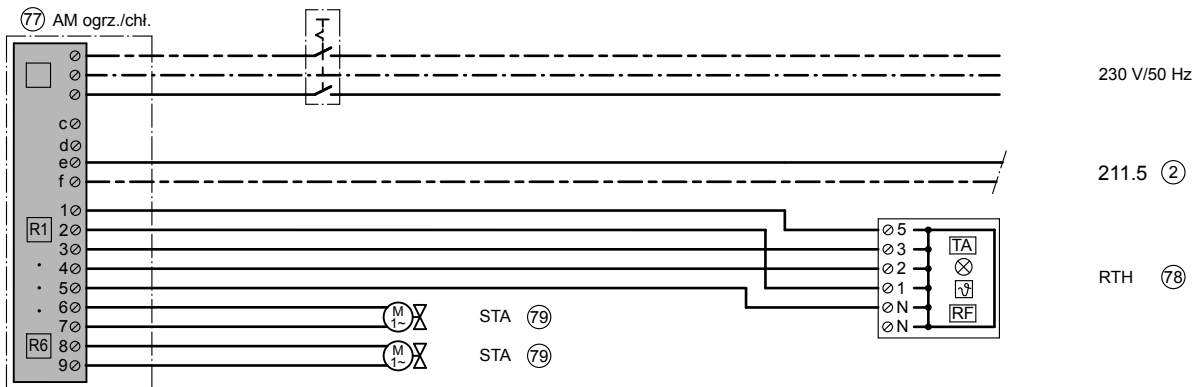 77 AM ogrz./chł.
230 V/50 Hz
c
d
e
f
211.5 2
1
R1 2
3
4
5
6
7
R6 8
9
5
3 TA
2
1 ϑ
N RF
N
RTH 78
M 1~ STA 79
M 1~ STA 79